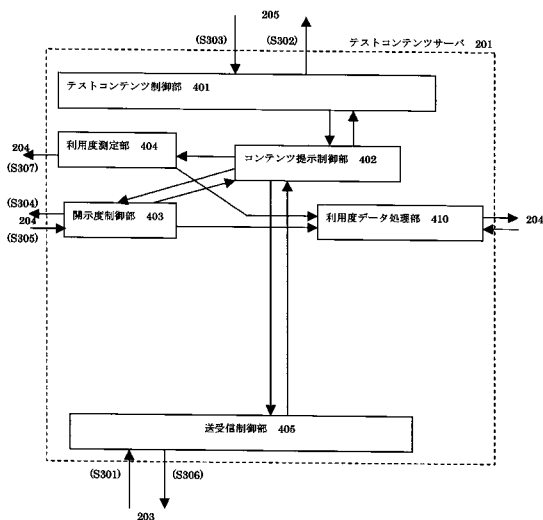 205
(S303)
(S302)
テストコンテンツサーバ 201
テストコンテンツ制御部 401
204
(S307)
利用度測定部 404
コンテンツ提示制御部 402
(S304)
204
(S305)
開示度制御部 403
利用度データ処理部 410
204
送受信制御部 405
(S301)
(S306)
203